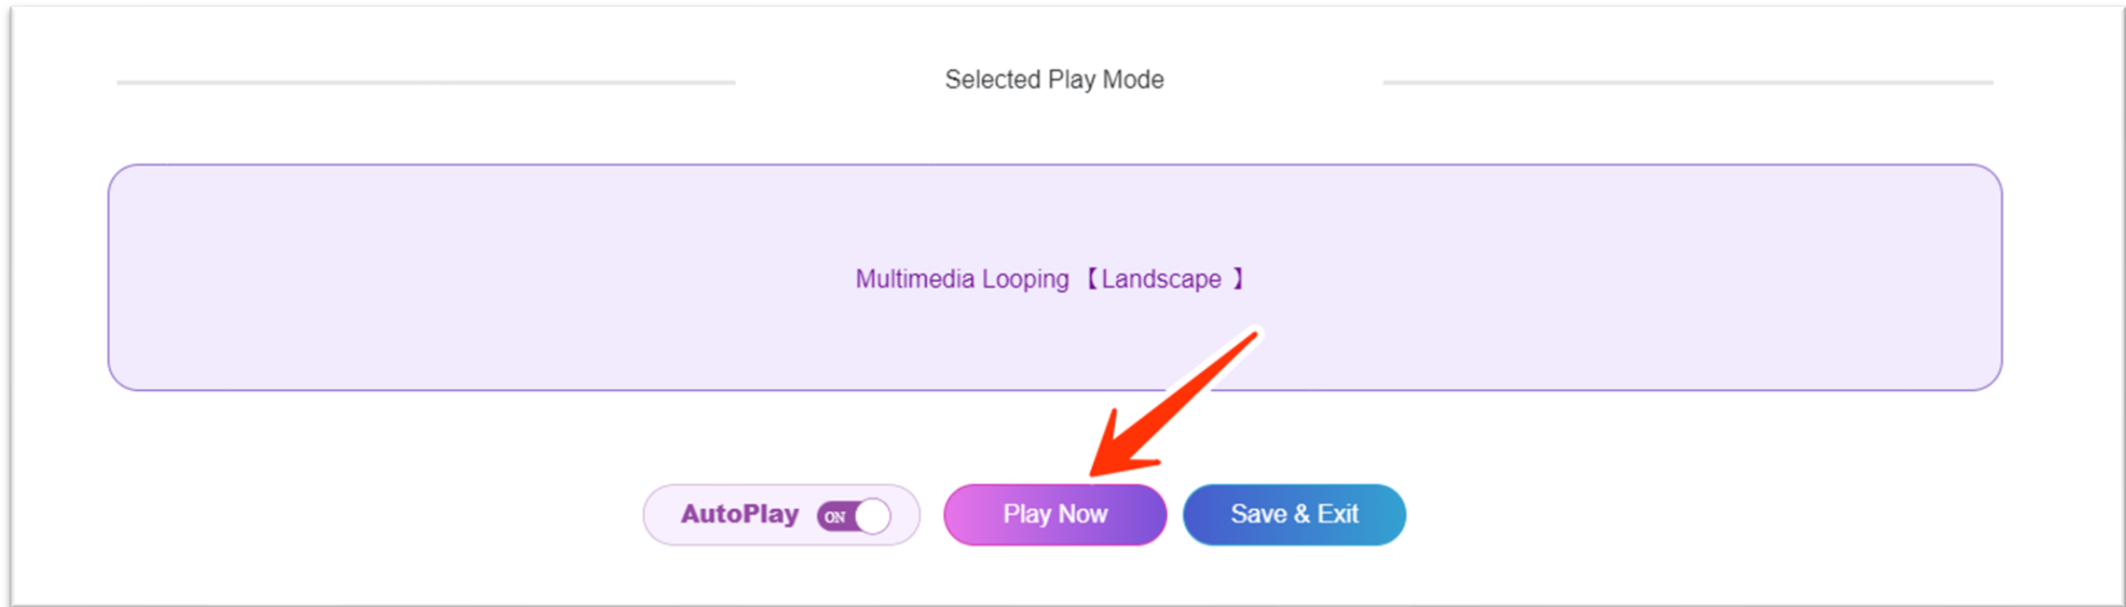 Selected Play Mode
Multimedia Looping 【Landscape 】
AutoPlay ON Play Now Save & Exit